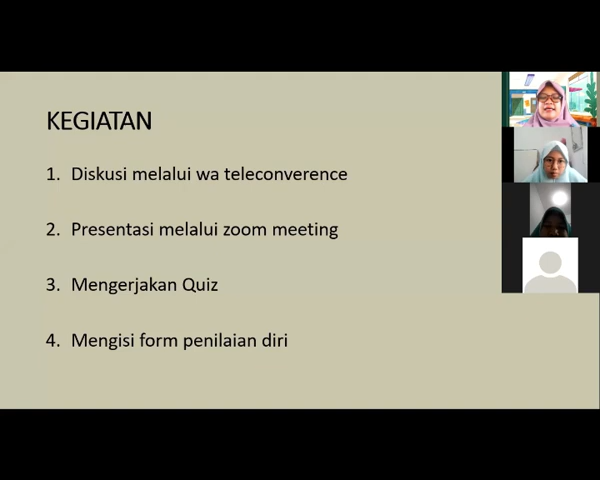 KEGIATAN
1. Diskusi melalui wa teleconverence
2. Presentasi melalui zoom meeting
3. Mengerjakan Quiz
4. Mengisi form penilaian diri